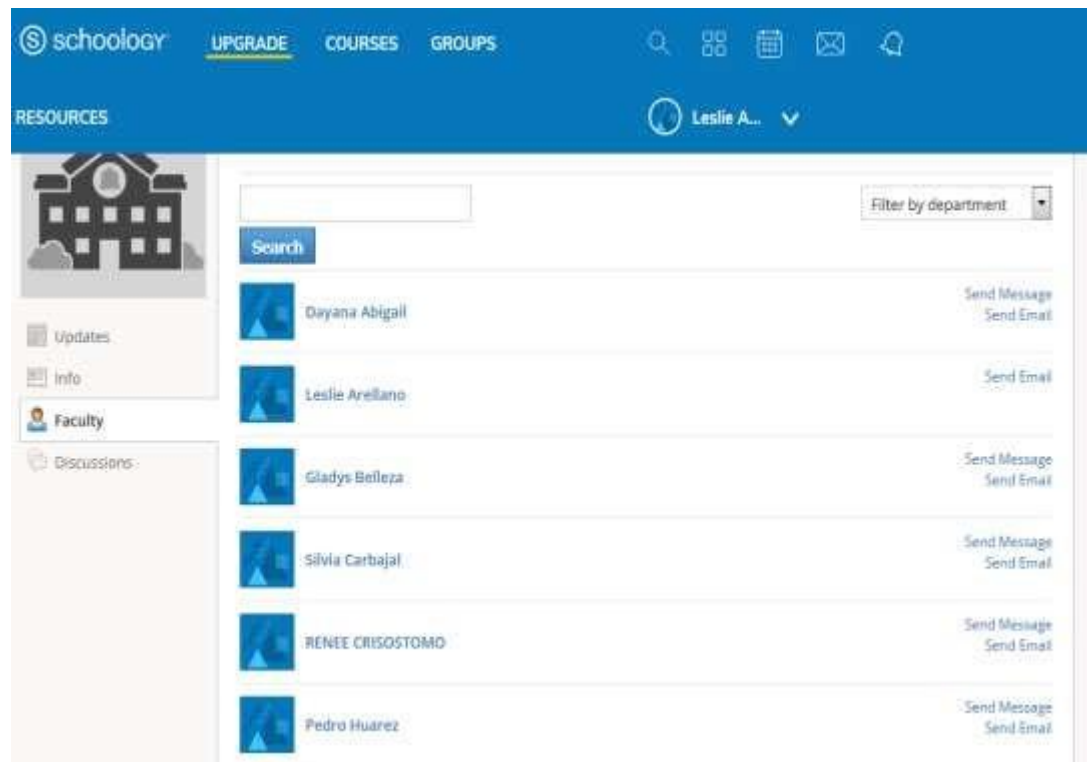 schoology UPGRADE COURSES GROUPS
RESOURCES Leslie A...
Filter by department
Search
Dayana Abigail Send Message
Send Email
Updates
Info
Leslie Arellano Send Email
Faculty
Discussions
Gladys Belleza Send Message
Send Email
Silvia Carbajal Send Message
Send Email
RENEE CRISOSTOMO Send Message
Send Email
Pedro Huarez Send Message
Send Email